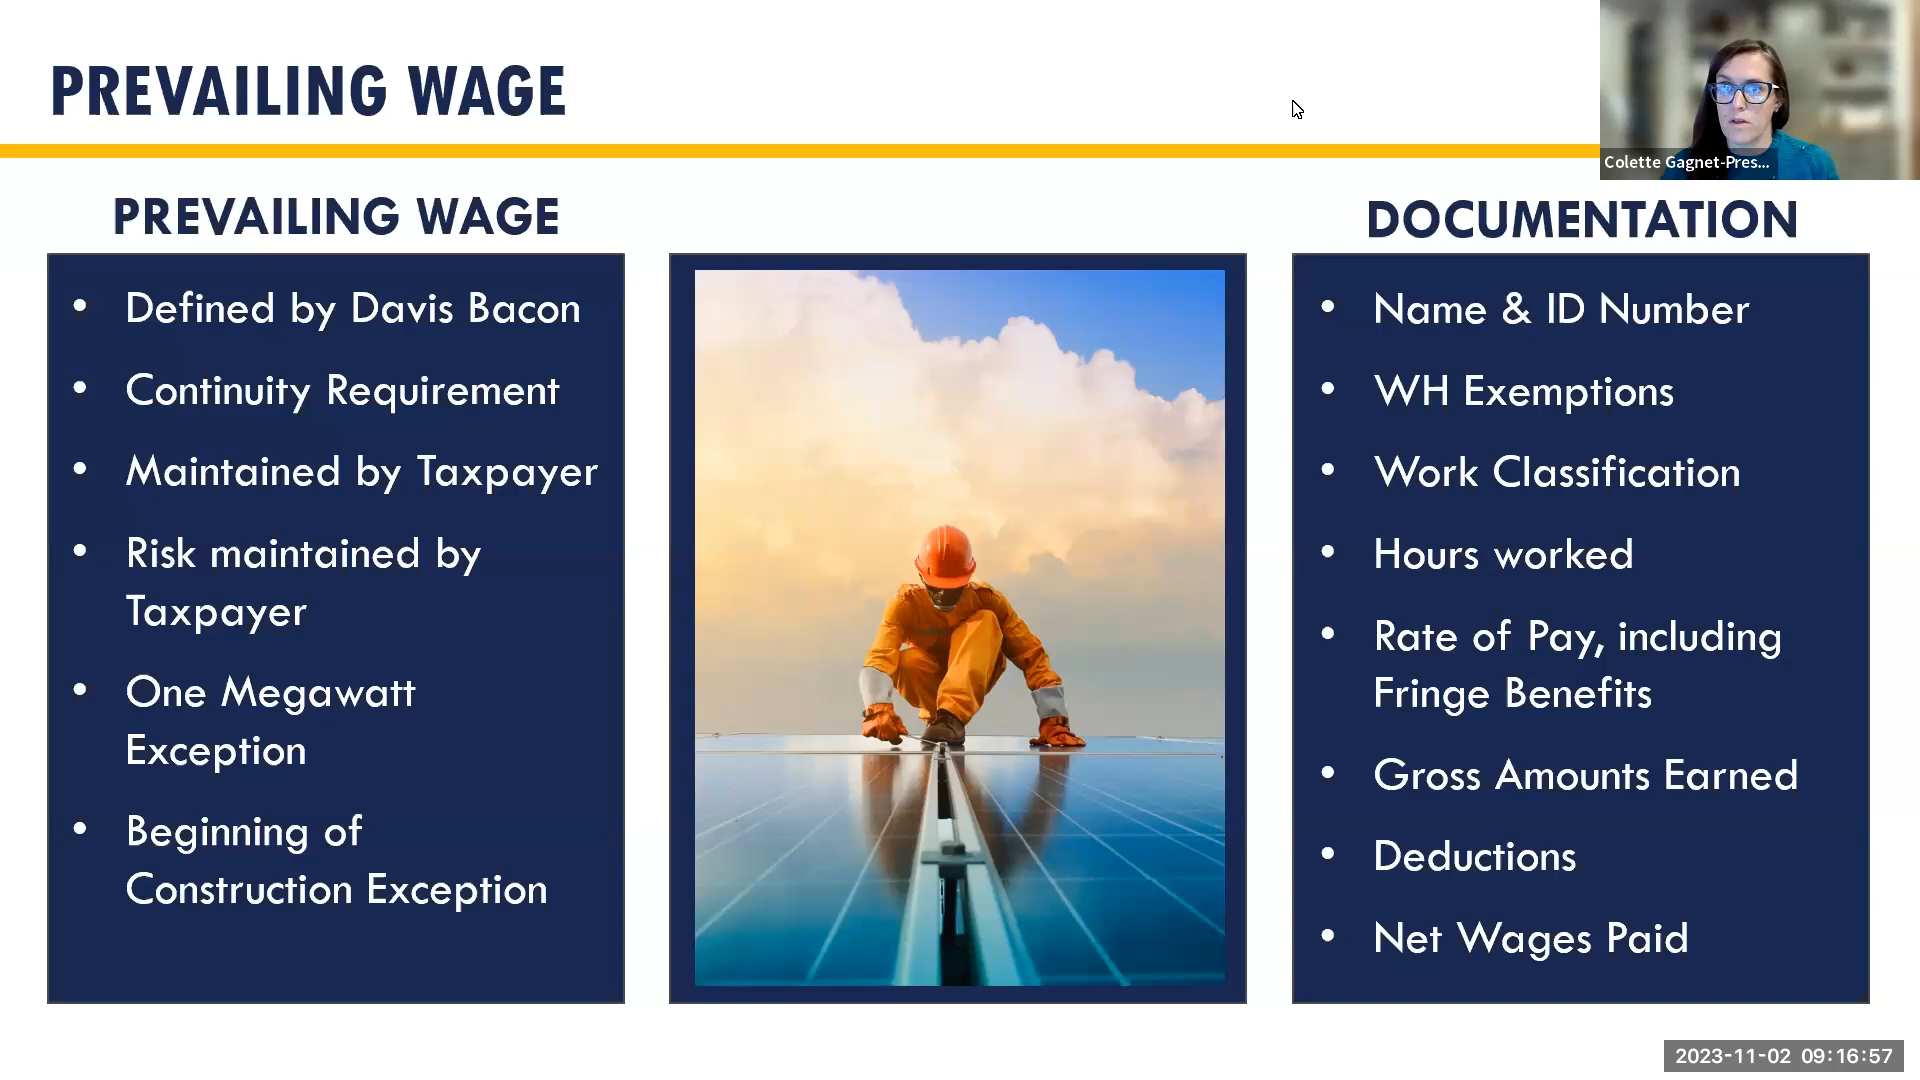 PREVAILING WAGE
Colette Gagnet-Pres...
PREVAILING WAGE
• Defined by Davis Bacon
• Continuity Requirement
• Maintained by Taxpayer
• Risk maintained by
Taxpayer
• One Megawatt
Exception
• Beginning of
Construction Exception
DOCUMENTATION
• Name & ID Number
• WH Exemptions
• Work Classification
• Hours worked
• Rate of Pay, including
Fringe Benefits
• Gross Amounts Earned
• Deductions
• Net Wages Paid
2023-11-02 09:16:57